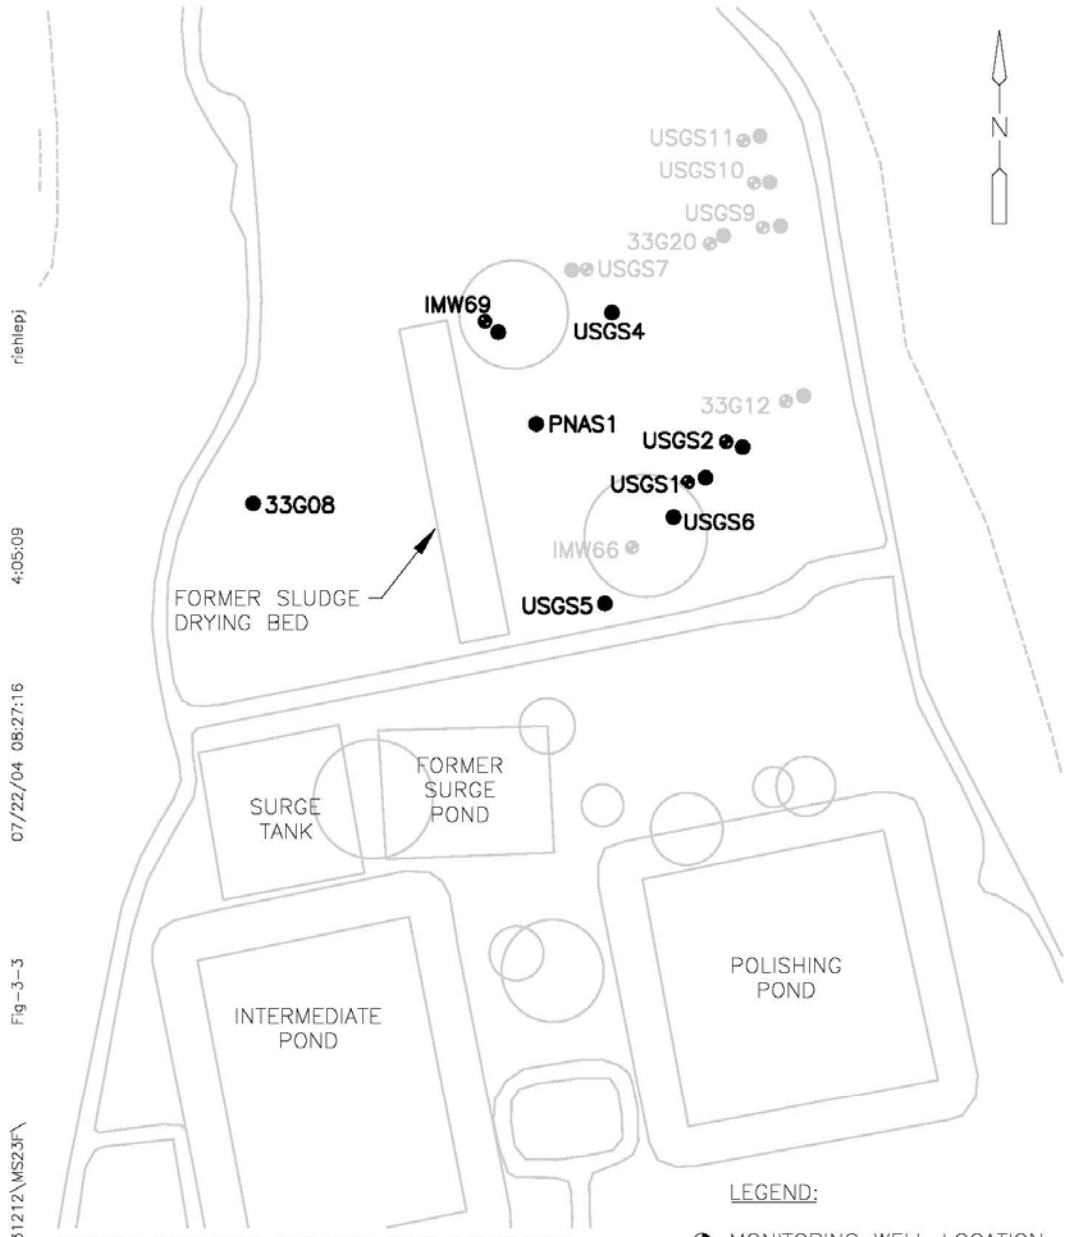 N
USGS11
USGS10
USGS9
33G20
USGS7
IMW69
USGS4
33G12
PNAS1
USGS2
USGS1
33G08
USGS6
IMW66
FORMER SLUDGE
DRYING BED
USGS5
FORMER
SURGE
POND
SURGE
TANK
POLISHING
POND
INTERMEDIATE
POND
LEGEND:
MONITORING WELL LOCATION
riehlepj
4:05:09
07/22/04 08:27:16
Fig-3-3
31212\MS23F\